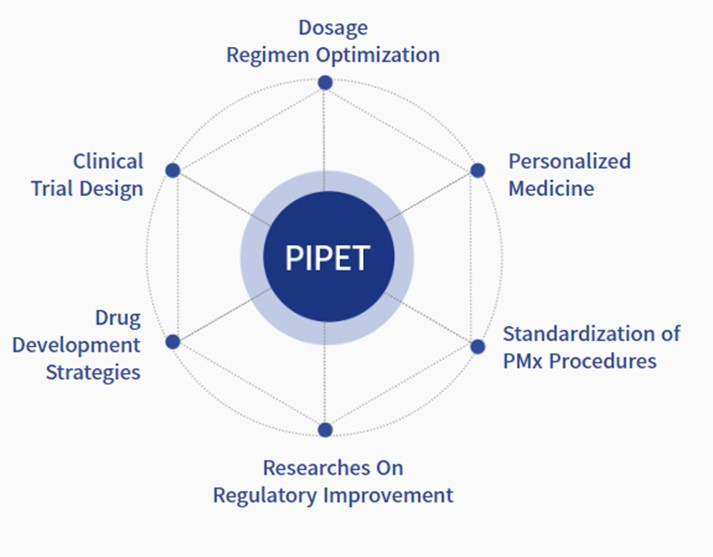 Dosage
Regimen Optimization
Clinical
Trial Design
Personalized
Medicine
PIPET
Drug
Development
Strategies
Standardization of
PMx Procedures
Researches On
Regulatory Improvement